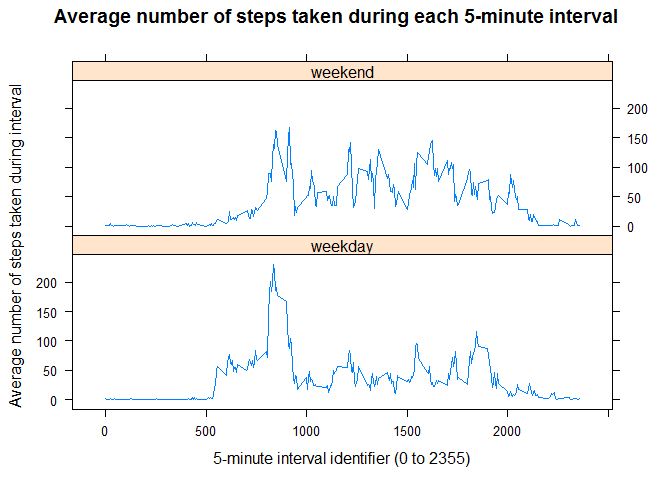 Average number of steps taken during each 5-minute interval
weekend
200
150
100
50
0
Average number of steps taken during interval
weekday
200
150
100
50
0
0 500 1000 1500 2000
5-minute interval identifier (0 to 2355)